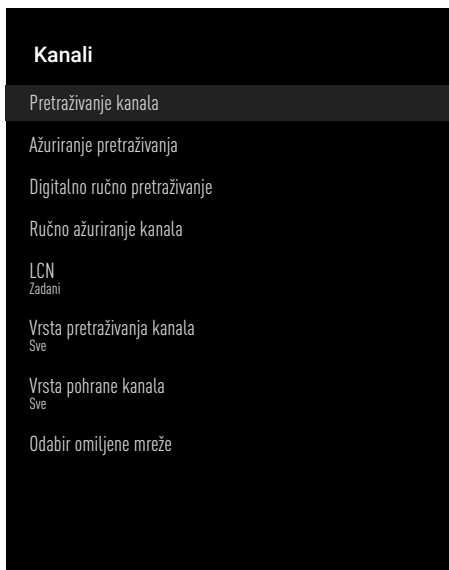 Kanali
Pretraživanje kanala
Ažuriranje pretraživanja
Digitalno ručno pretraživanje
Ručno ažuriranje kanala
LCN
Zadani
Vrsta pretraživanja kanala
Sve
Vrsta pohrane kanala
Sve
Odabir omiljene mreže